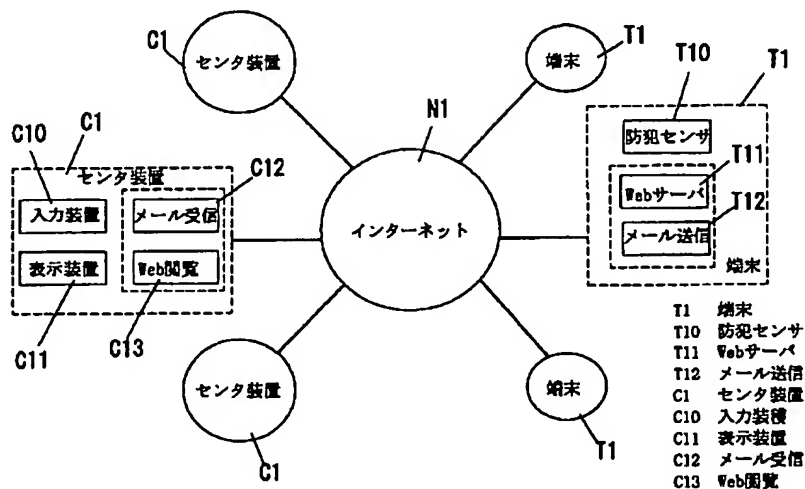 C1
センタ装置
T1
端末
T10
T1
C10
C1
C12
N1
防犯センサ
T11
センタ装置
入力装置
メール受信
インターネット
Webサーバ
T12
メール送信
表示装置
Web閲覧
端末
C11
C13
センタ装置
C1
端末
T1
T1 端末
T10 防犯センサ
T11 Webサーバ
T12 メール送信
C1 センタ装置
C10 入力装穫
C11 表示装置
C12 メール受信
C13 Web閲覧